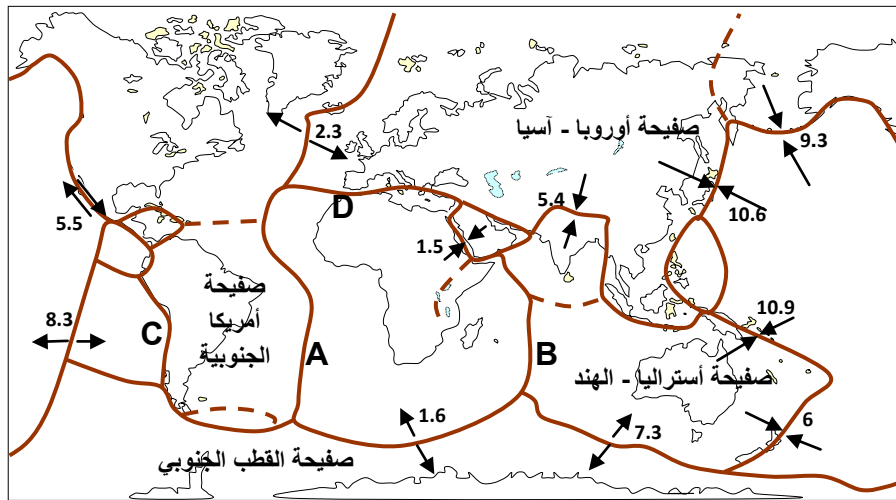 2.3
صفيحة أوروبا - آسيا
9.3
5.4
10.6
D
5.5
1.5
صفيحة
أمريكا
الجنوبية
8.3
C
A
B
10.9
صفيحة أستراليا - الهند
1.6
7.3
6
صفيحة القطب الجنوبي